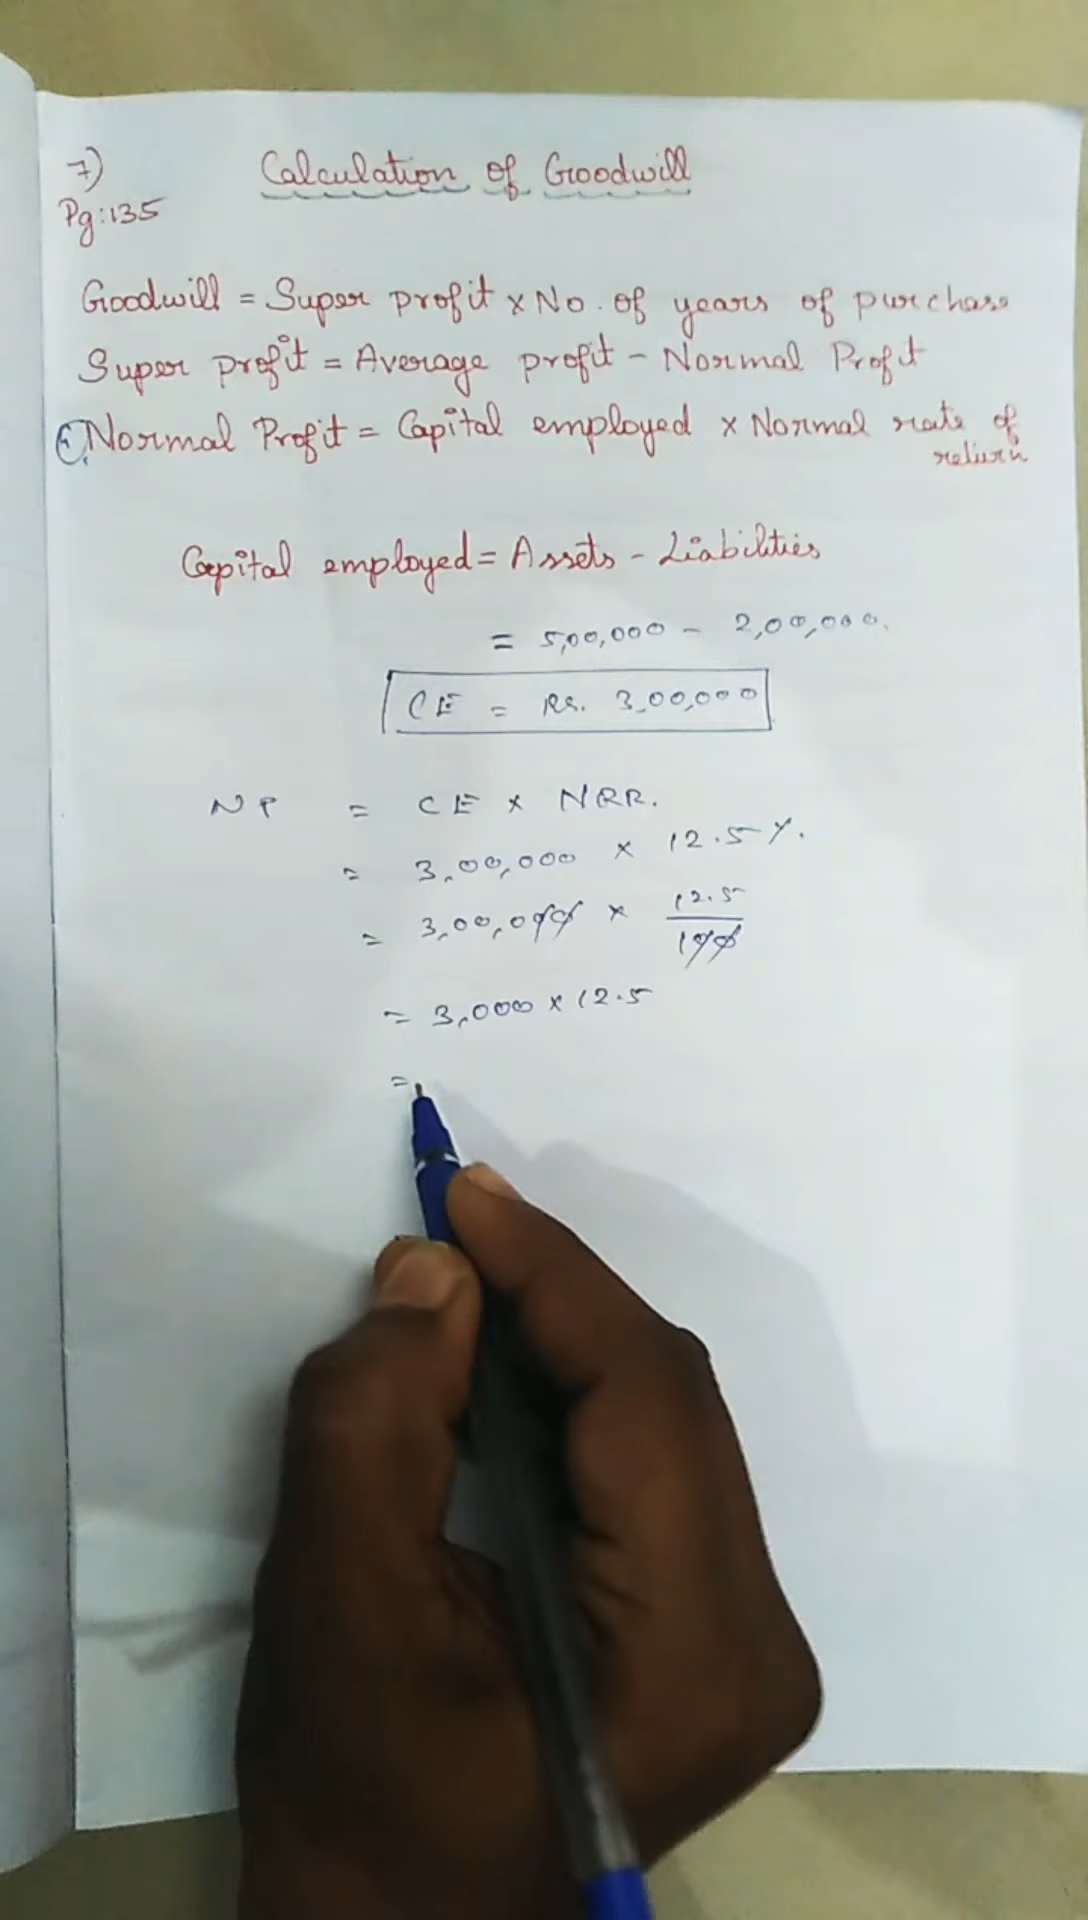 7)
Pg:135
Calculation of Goodwill
Goodwill = Super profit × No. of years of purchase
Super profit = Average profit - Normal Profit
Normal Profit = Capital employed × Normal rate of
return
Capital employed = Assets - Liabilities
= 5,00,000 - 2,00,000.
CE = Rs. 3,00,000
NP = CE × NRR.
= 3,00,000 × 12.5%.
= 3,00,000 × 12.5/100
= 3,000 × 12.5
=